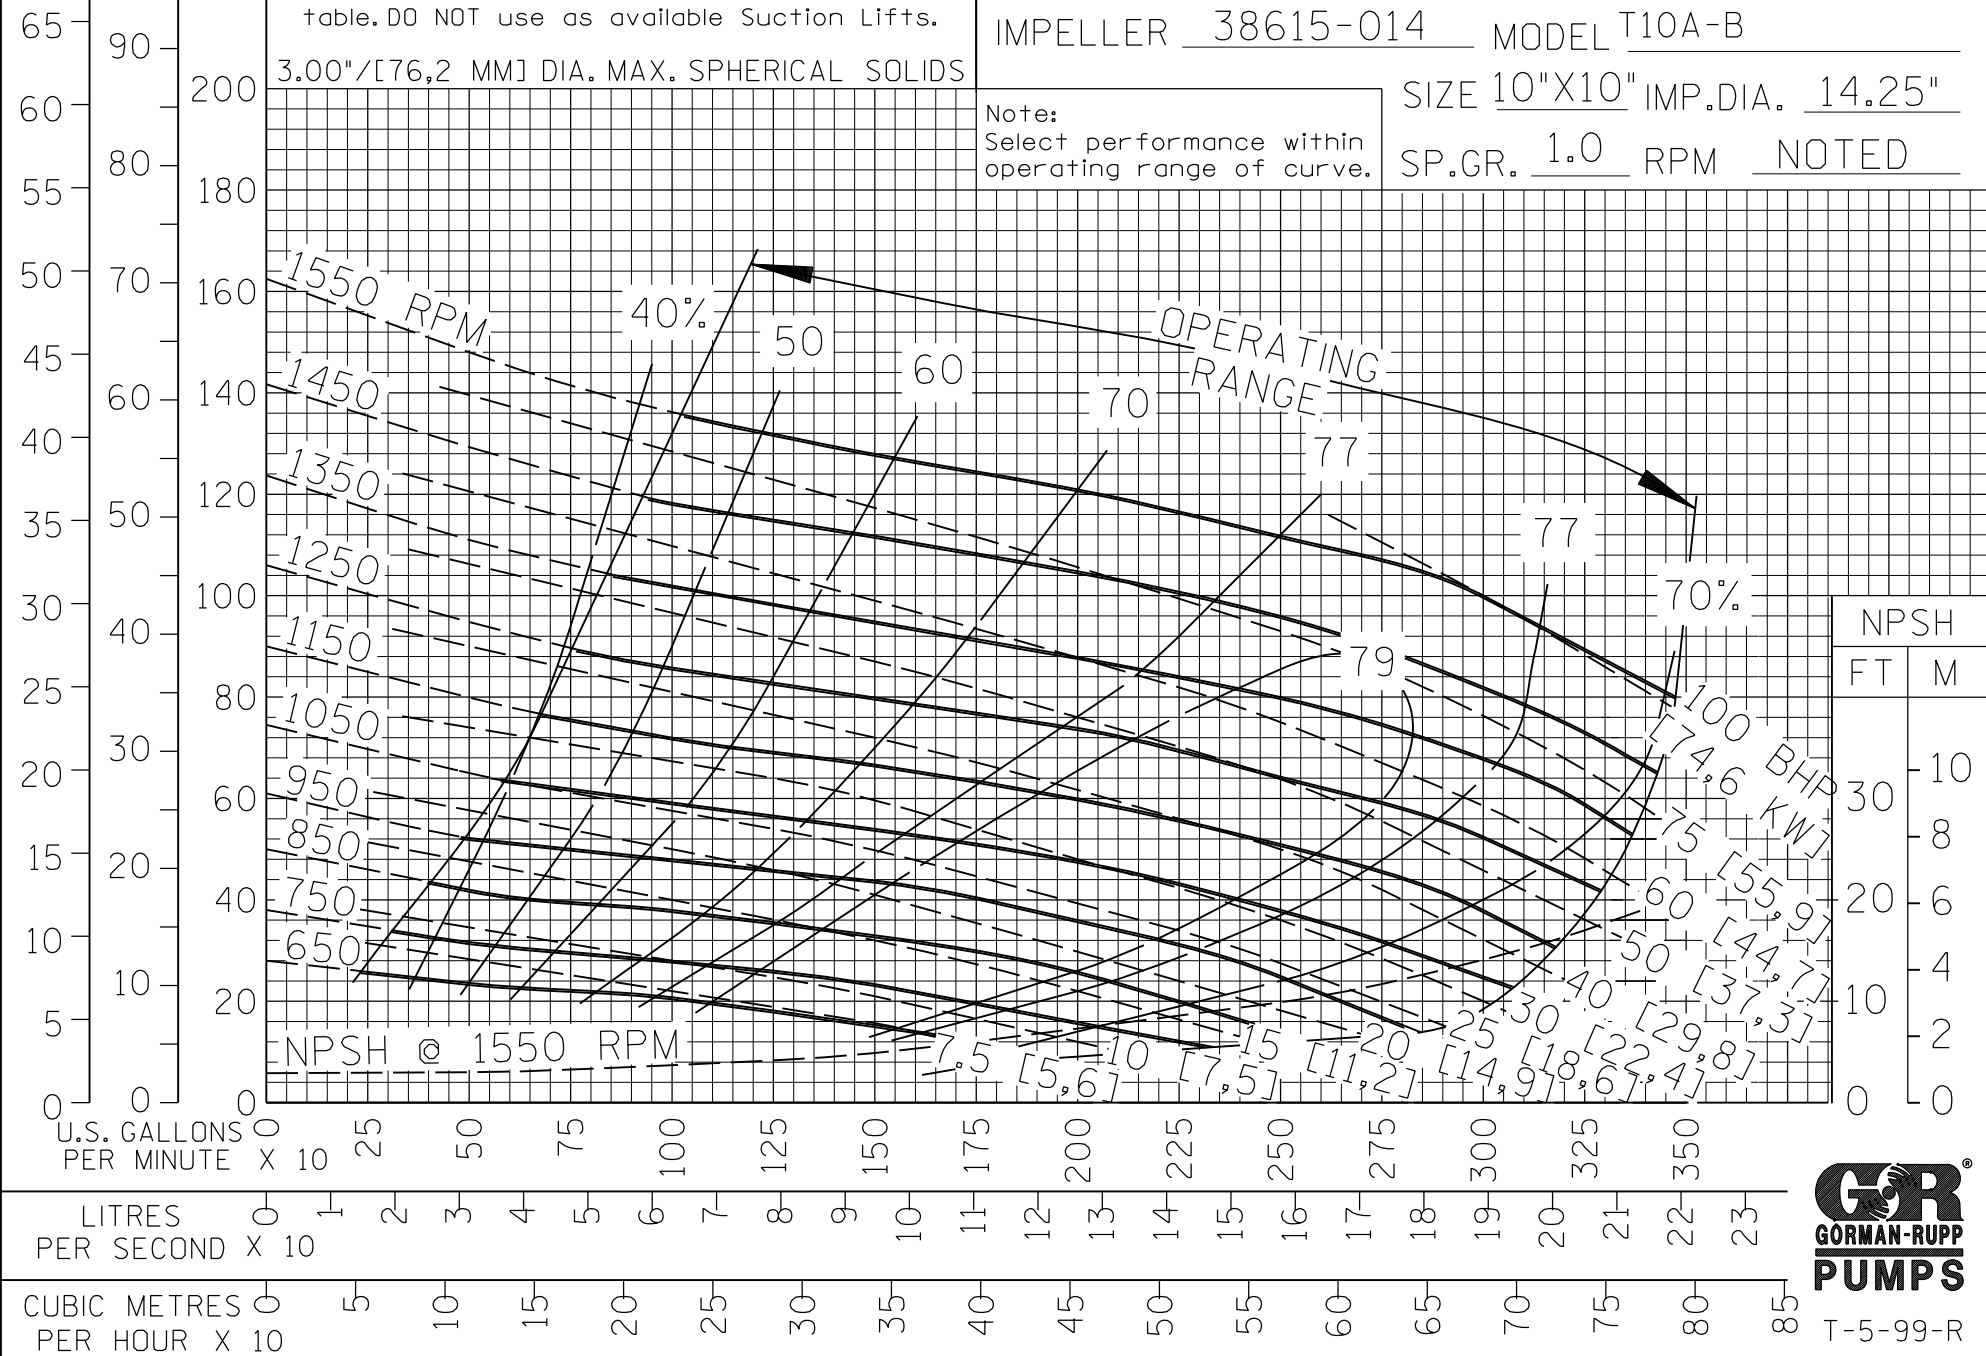 table. DO NOT use as available Suction Lifts.
3.00"/[76,2 MM] DIA. MAX. SPHERICAL SOLIDS
IMPELLER 38615-014 MODEL T10A-B
SIZE 10"X10" IMP.DIA. 14.25"
SP.GR. 1.0 RPM NOTED
Note:
Select performance within
operating range of curve.
65
60
55
50
45
40
35
30
25
20
15
10
5
0
90
80
70
60
50
40
30
20
10
0
200
180
160
140
120
100
80
60
40
20
0
1550 RPM
1450
1350
1250
1150
1050
950
850
750
650
40%
50
60
70
77
79
77
70%
OPERATING
RANGE
NPSH @ 1550 RPM
100 BHP
[74,6 KW]
75 [55,9]
60 [44,7]
50 [37,3]
40 [29,8]
30 [22,4]
25 [18,6]
20 [14,9]
15 [11,2]
10 [7,5]
7.5 [5,6]
NPSH
FT M
30
20
10
0
10
8
6
4
2
0
U.S. GALLONS
PER MINUTE X 10
0 25 50 75 100 125 150 175 200 225 250 275 300 325 350
LITRES
PER SECOND X 10
0 1 2 3 4 5 6 7 8 9 10 11 12 13 14 15 16 17 18 19 20 21 22 23
CUBIC METRES
PER HOUR X 10
0 5 10 15 20 25 30 35 40 45 50 55 60 65 70 75 80 85
GR®
GORMAN-RUPP
PUMPS
T-5-99-R